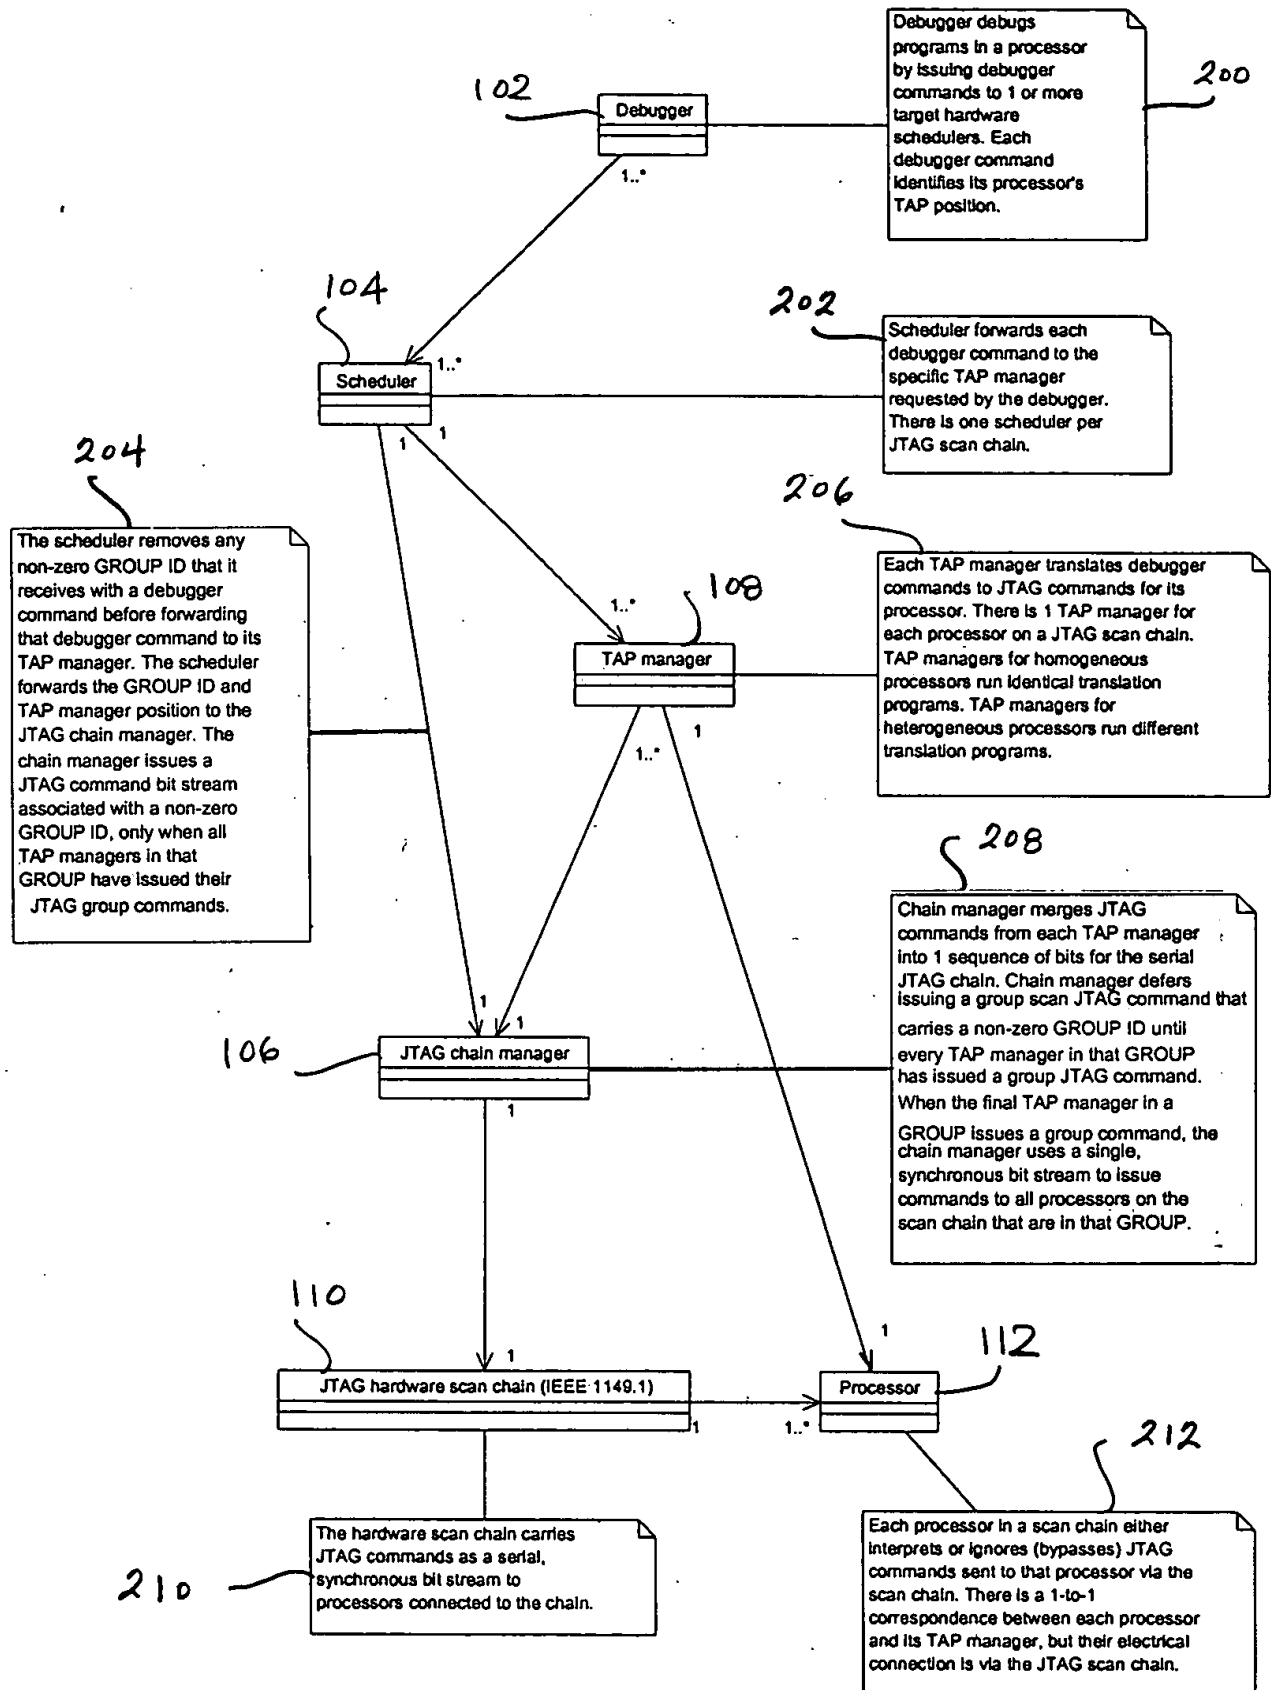 Debugger debugs
programs in a processor
by issuing debugger
commands to 1 or more
target hardware
schedulers. Each
debugger command
identifies its processor's
TAP position.
200
102
Debugger
1..*
104
1..*
Scheduler
1
1
202
Scheduler forwards each
debugger command to the
specific TAP manager
requested by the debugger.
There is one scheduler per
JTAG scan chain.
204
The scheduler removes any
non-zero GROUP ID that it
receives with a debugger
command before forwarding
that debugger command to its
TAP manager. The scheduler
forwards the GROUP ID and
TAP manager position to the
JTAG chain manager. The
chain manager issues a
JTAG command bit stream
associated with a non-zero
GROUP ID, only when all
TAP managers in that
GROUP have issued their
JTAG group commands.
206
Each TAP manager translates debugger
commands to JTAG commands for its
processor. There is 1 TAP manager for
each processor on a JTAG scan chain.
TAP managers for homogeneous
processors run identical translation
programs. TAP managers for
heterogeneous processors run different
translation programs.
108
1..*
TAP manager
1..*
1
208
Chain manager merges JTAG
commands from each TAP manager
into 1 sequence of bits for the serial
JTAG chain. Chain manager defers
issuing a group scan JTAG command that
carries a non-zero GROUP ID until
every TAP manager in that GROUP
has issued a group JTAG command.
When the final TAP manager in a
GROUP issues a group command, the
chain manager uses a single,
synchronous bit stream to issue
commands to all processors on the
scan chain that are in that GROUP.
1
1
106
JTAG chain manager
1
110
1
JTAG hardware scan chain (IEEE 1149.1)
1
1
112
Processor
1..*
210
The hardware scan chain carries
JTAG commands as a serial,
synchronous bit stream to
processors connected to the chain.
212
Each processor in a scan chain either
interprets or ignores (bypasses) JTAG
commands sent to that processor via the
scan chain. There is a 1-to-1
correspondence between each processor
and its TAP manager, but their electrical
connection is via the JTAG scan chain.